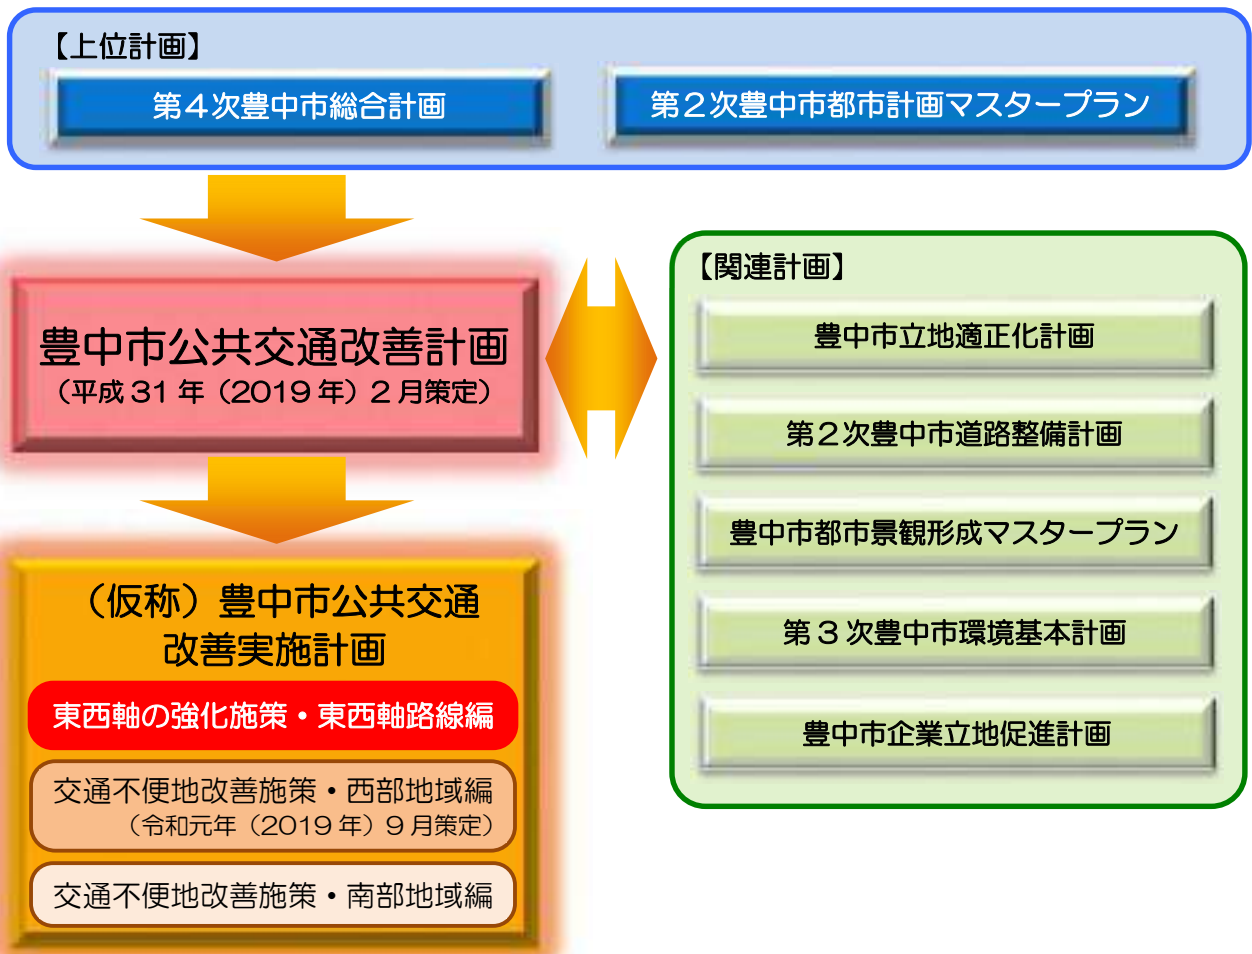 【上位計画】
第4次豊中市総合計画
第2次豊中市都市計画マスタープラン
豊中市公共交通改善計画
（平成 31 年（2019 年）2 月策定）
【関連計画】
豊中市立地適正化計画
第2次豊中市道路整備計画
豊中市都市景観形成マスタープラン
第 3 次豊中市環境基本計画
豊中市企業立地促進計画
（仮称）豊中市公共交通
改善実施計画
東西軸の強化施策・東西軸路線編
交通不便地改善施策・西部地域編
（令和元年（2019 年）9 月策定）
交通不便地改善施策・南部地域編